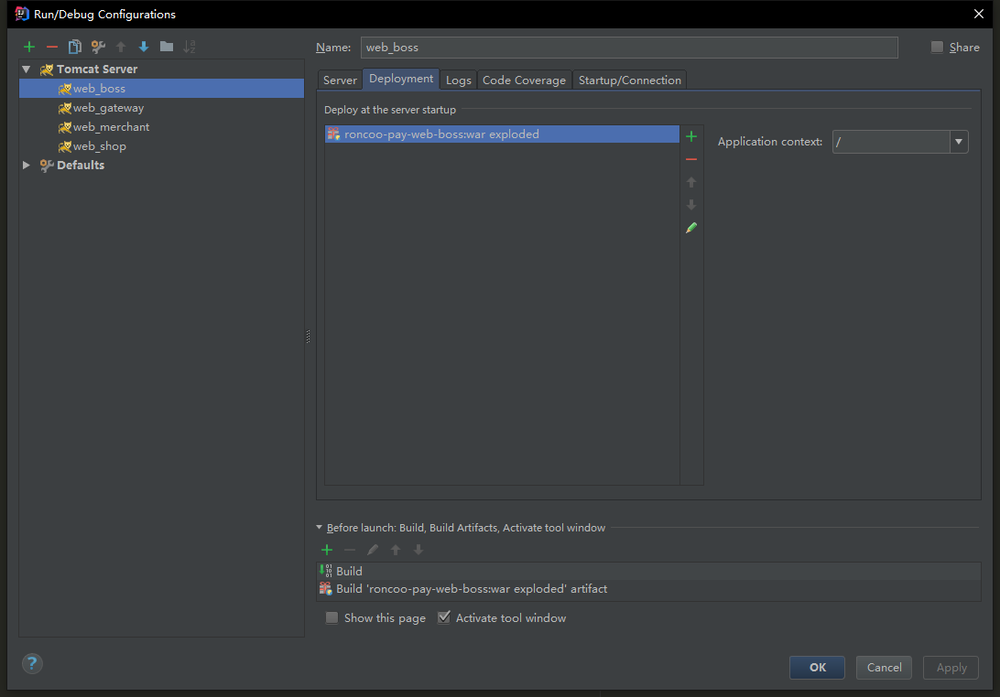 Run/Debug Configurations
Name: web_boss Share
Tomcat Server
web_boss
web_gateway
web_merchant
web_shop
Defaults
Server Deployment Logs Code Coverage Startup/Connection
Deploy at the server startup
roncoo-pay-web-boss:war exploded
Application context: /
Before launch: Build, Build Artifacts, Activate tool window
Build
Build 'roncoo-pay-web-boss:war exploded' artifact
Show this page Activate tool window
? OK Cancel Apply